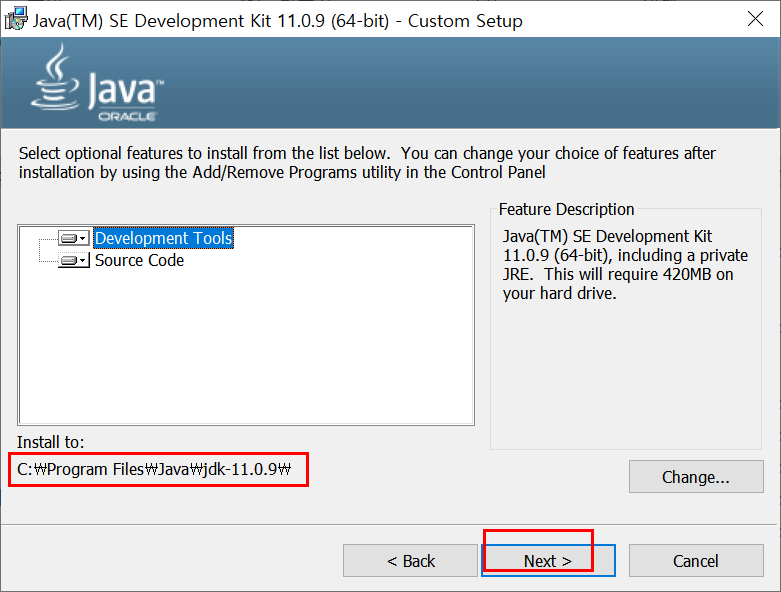 Java(TM) SE Development Kit 11.0.9 (64-bit) - Custom Setup
Java™
ORACLE
Select optional features to install from the list below.  You can change your choice of features after
installation by using the Add/Remove Programs utility in the Control Panel
Development Tools
Source Code
Feature Description
Java(TM) SE Development Kit
11.0.9 (64-bit), including a private
JRE.  This will require 420MB on
your hard drive.
Install to:
C:₩Program Files₩Java₩jdk-11.0.9₩
Change...
< Back
Next >
Cancel